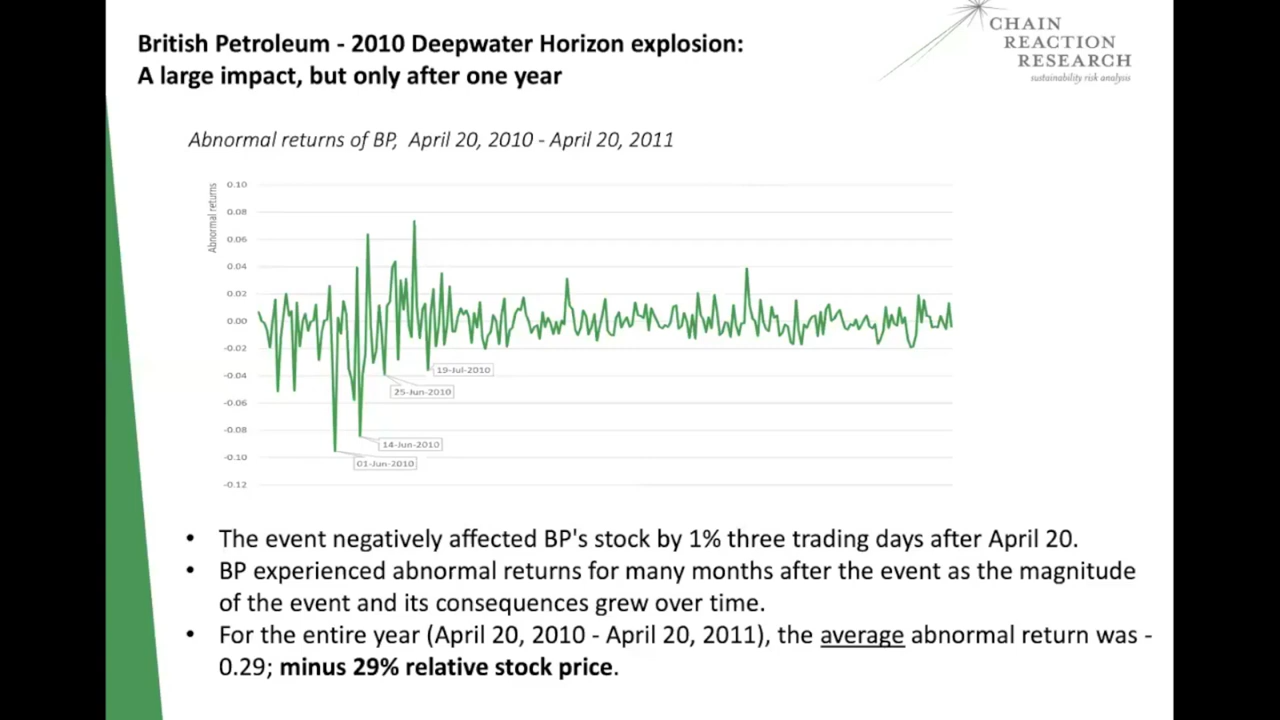 British Petroleum - 2010 Deepwater Horizon explosion:
A large impact, but only after one year
CHAIN
REACTION
RESEARCH
sustainability risk analysis
Abnormal returns of BP, April 20, 2010 - April 20, 2011
Abnormal returns
0.10
0.08
0.06
0.04
0.02
0.00
-0.02
-0.04
-0.06
-0.08
-0.10
-0.12
19-Jul-2010
25-Jun-2010
14-Jun-2010
01-Jun-2010
• The event negatively affected BP's stock by 1% three trading days after April 20.
• BP experienced abnormal returns for many months after the event as the magnitude
of the event and its consequences grew over time.
• For the entire year (April 20, 2010 - April 20, 2011), the average abnormal return was -
0.29; minus 29% relative stock price.